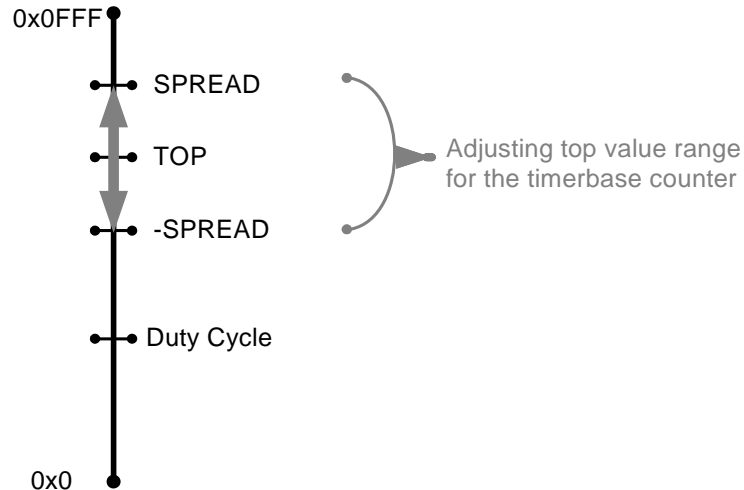 0x0FFF
SPREAD
TOP
Adjusting top value range
for the timerbase counter
-SPREAD
Duty Cycle
0x0